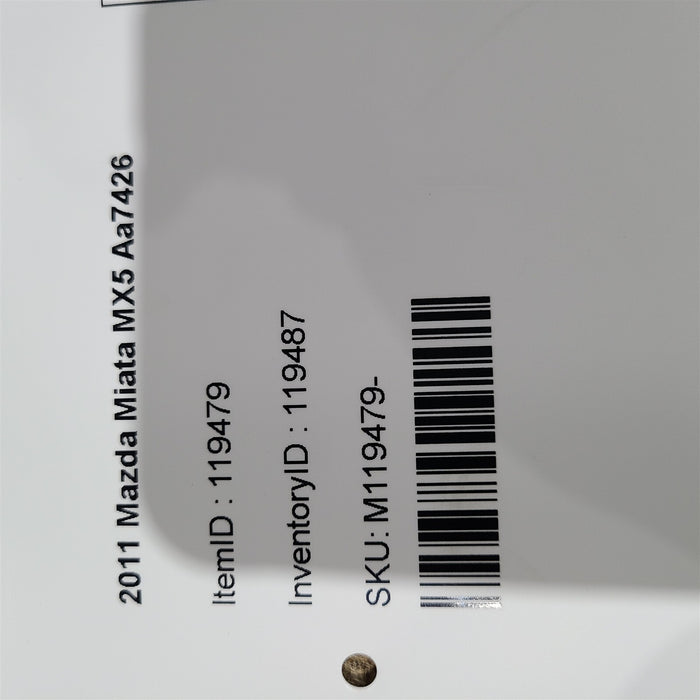 2011 Mazda Miata MX5 Aa7426
ItemID : 119479
InventoryID : 119487
SKU: M119479-